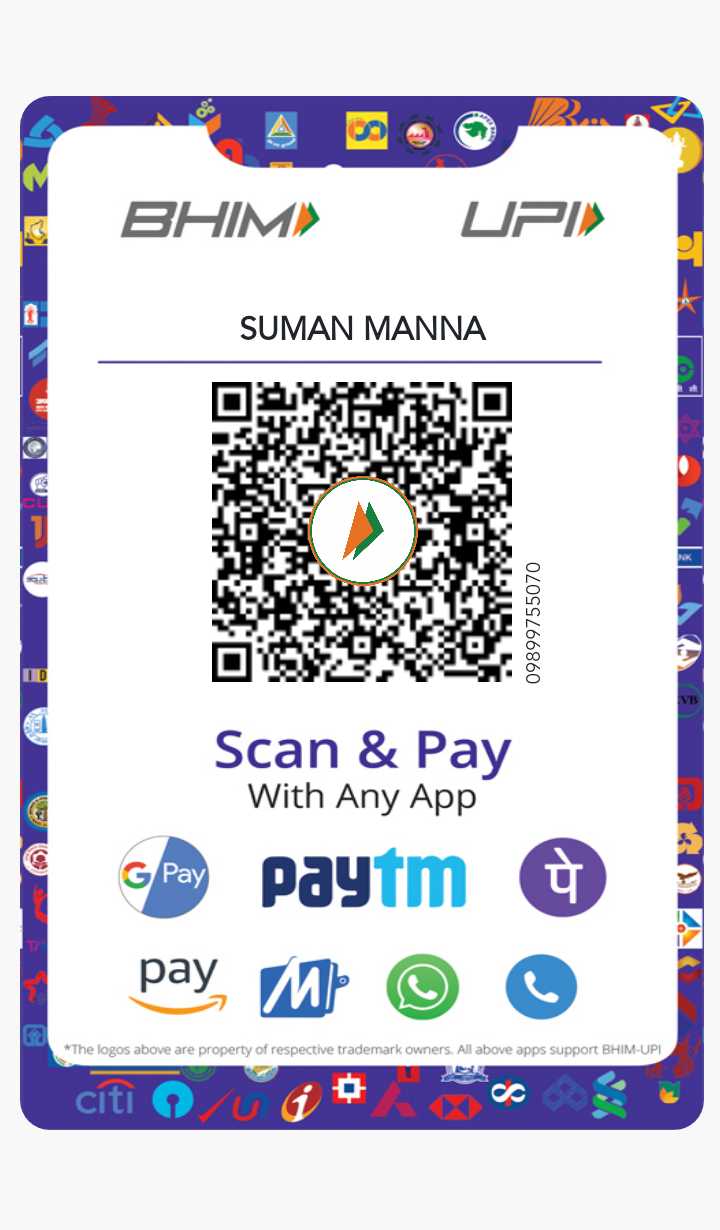 BHIM UPI
SUMAN MANNA
09899755070
Scan & Pay
With Any App
G Pay paytm पे
pay M
*The logos above are property of respective trademark owners. All above apps support BHIM-UPI
citi